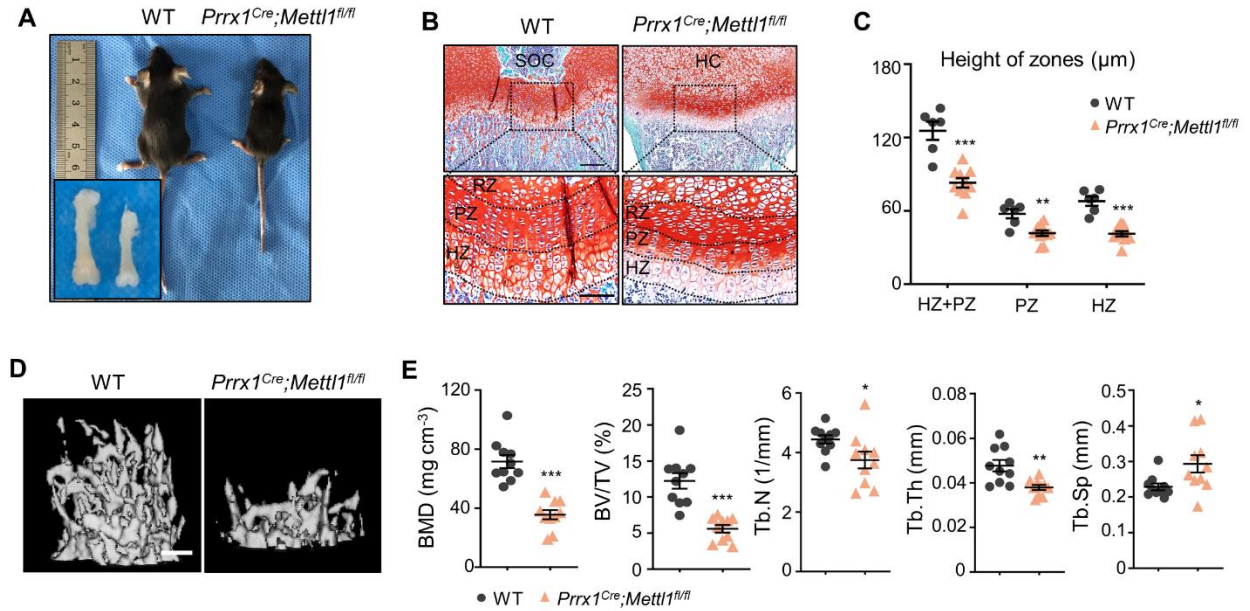 A
WT Prrx1Cre;Mettl1fl/fl
1
2
3
4
5
6
B
WT Prrx1Cre;Mettl1fl/fl
SOC HC
RZ RZ
PZ PZ
HZ HZ
C
Height of zones (µm)
180
120
60
0
WT
Prrx1Cre;Mettl1fl/fl
*** ** ***
HZ+PZ PZ HZ
D
WT Prrx1Cre;Mettl1fl/fl
E
BMD (mg cm-3)
120
80
40
0
***
BV/TV (%)
25
20
15
10
5
0
***
Tb.N (1/mm)
6
4
2
0
*
Tb.Th (mm)
0.08
0.06
0.04
0.02
0
**
Tb.Sp (mm)
0.5
0.4
0.3
0.2
0.1
0
*
WT Prrx1Cre;Mettl1fl/fl